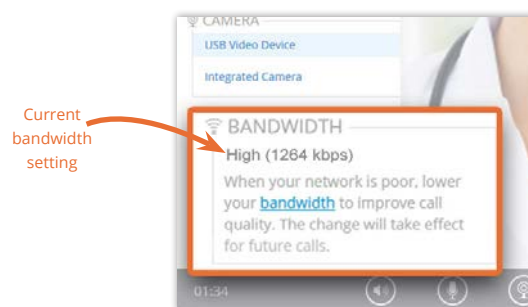 CAMERA
USB Video Device
Integrated Camera
Current
bandwidth
setting
BANDWIDTH
High (1264 kbps)
When your network is poor, lower
your bandwidth to improve call
quality. The change will take effect
for future calls.
01:34